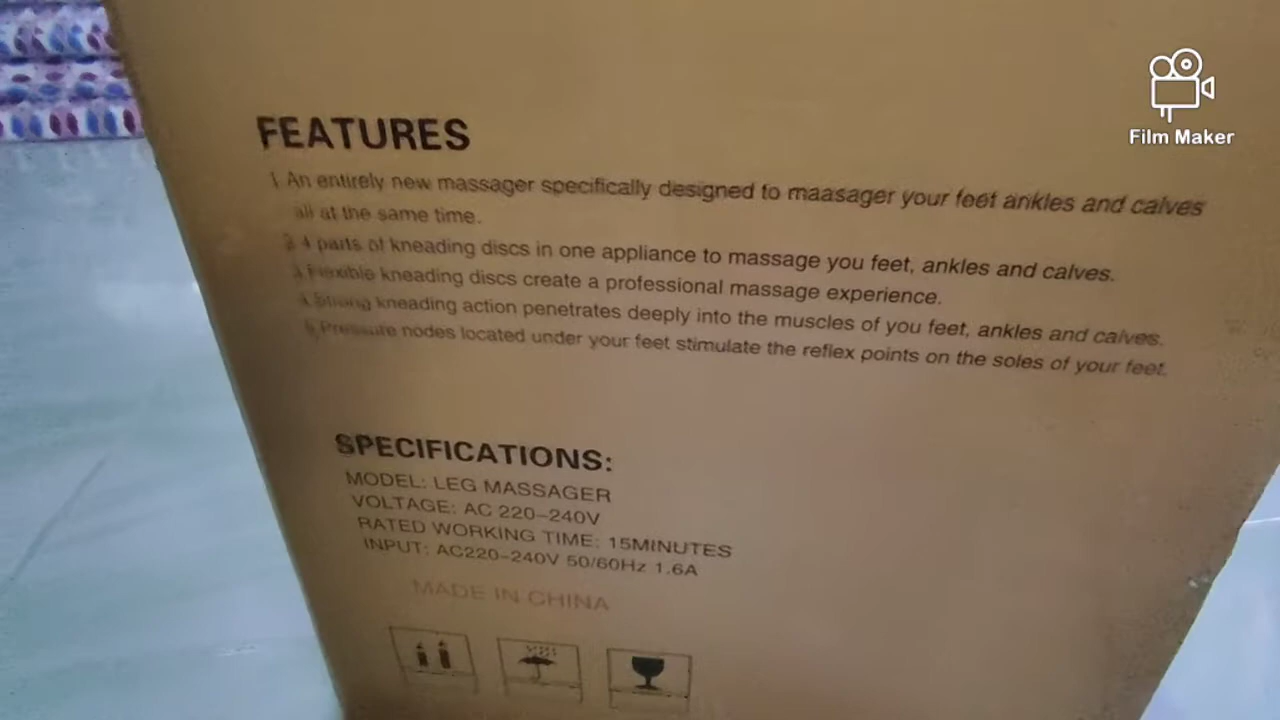 Film Maker
FEATURES
1. An entirely new massager specifically designed to maasager your feet ankles and calves
all at the same time.
2. 4 parts of kneading discs in one appliance to massage you feet, ankles and calves.
3. Flexible kneading discs create a professional massage experience.
4. Strong kneading action penetrates deeply into the muscles of you feet, ankles and calves.
5. Pressure nodes located under your feet stimulate the reflex points on the soles of your feet.
SPECIFICATIONS:
MODEL: LEG MASSAGER
VOLTAGE: AC 220-240V
RATED WORKING TIME: 15MINUTES
INPUT: AC220-240V 50/60Hz 1.6A
MADE IN CHINA